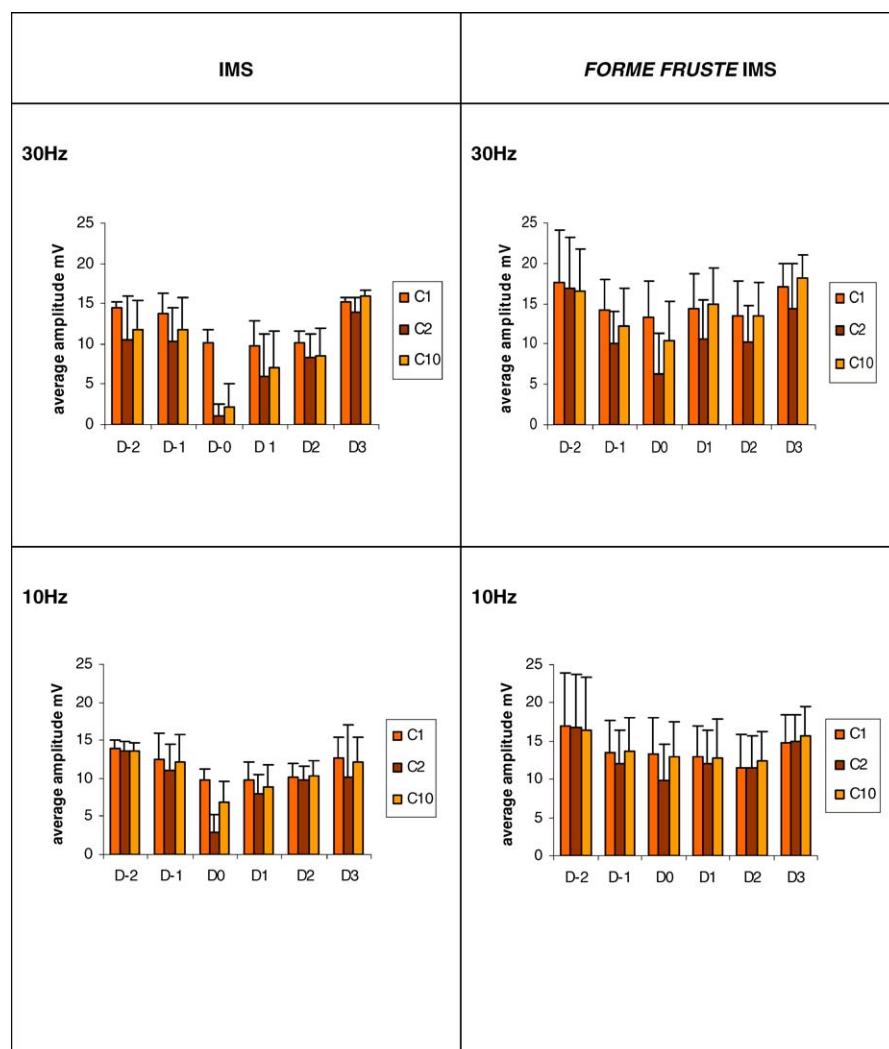 IMS
FORME FRUSTE IMS
30Hz
average amplitude mV
25
20
15
10
5
0
D-2 D-1 D-0 D 1 D2 D3
C1
C2
C10
30Hz
average amplitude mV
25
20
15
10
5
0
D-2 D-1 D0 D1 D2 D3
C1
C2
C10
10Hz
average amplitude mV
25
20
15
10
5
0
D-2 D-1 D0 D1 D2 D3
C1
C2
C10
10Hz
average amplitude mV
25
20
15
10
5
0
D-2 D-1 D0 D1 D2 D3
C1
C2
C10